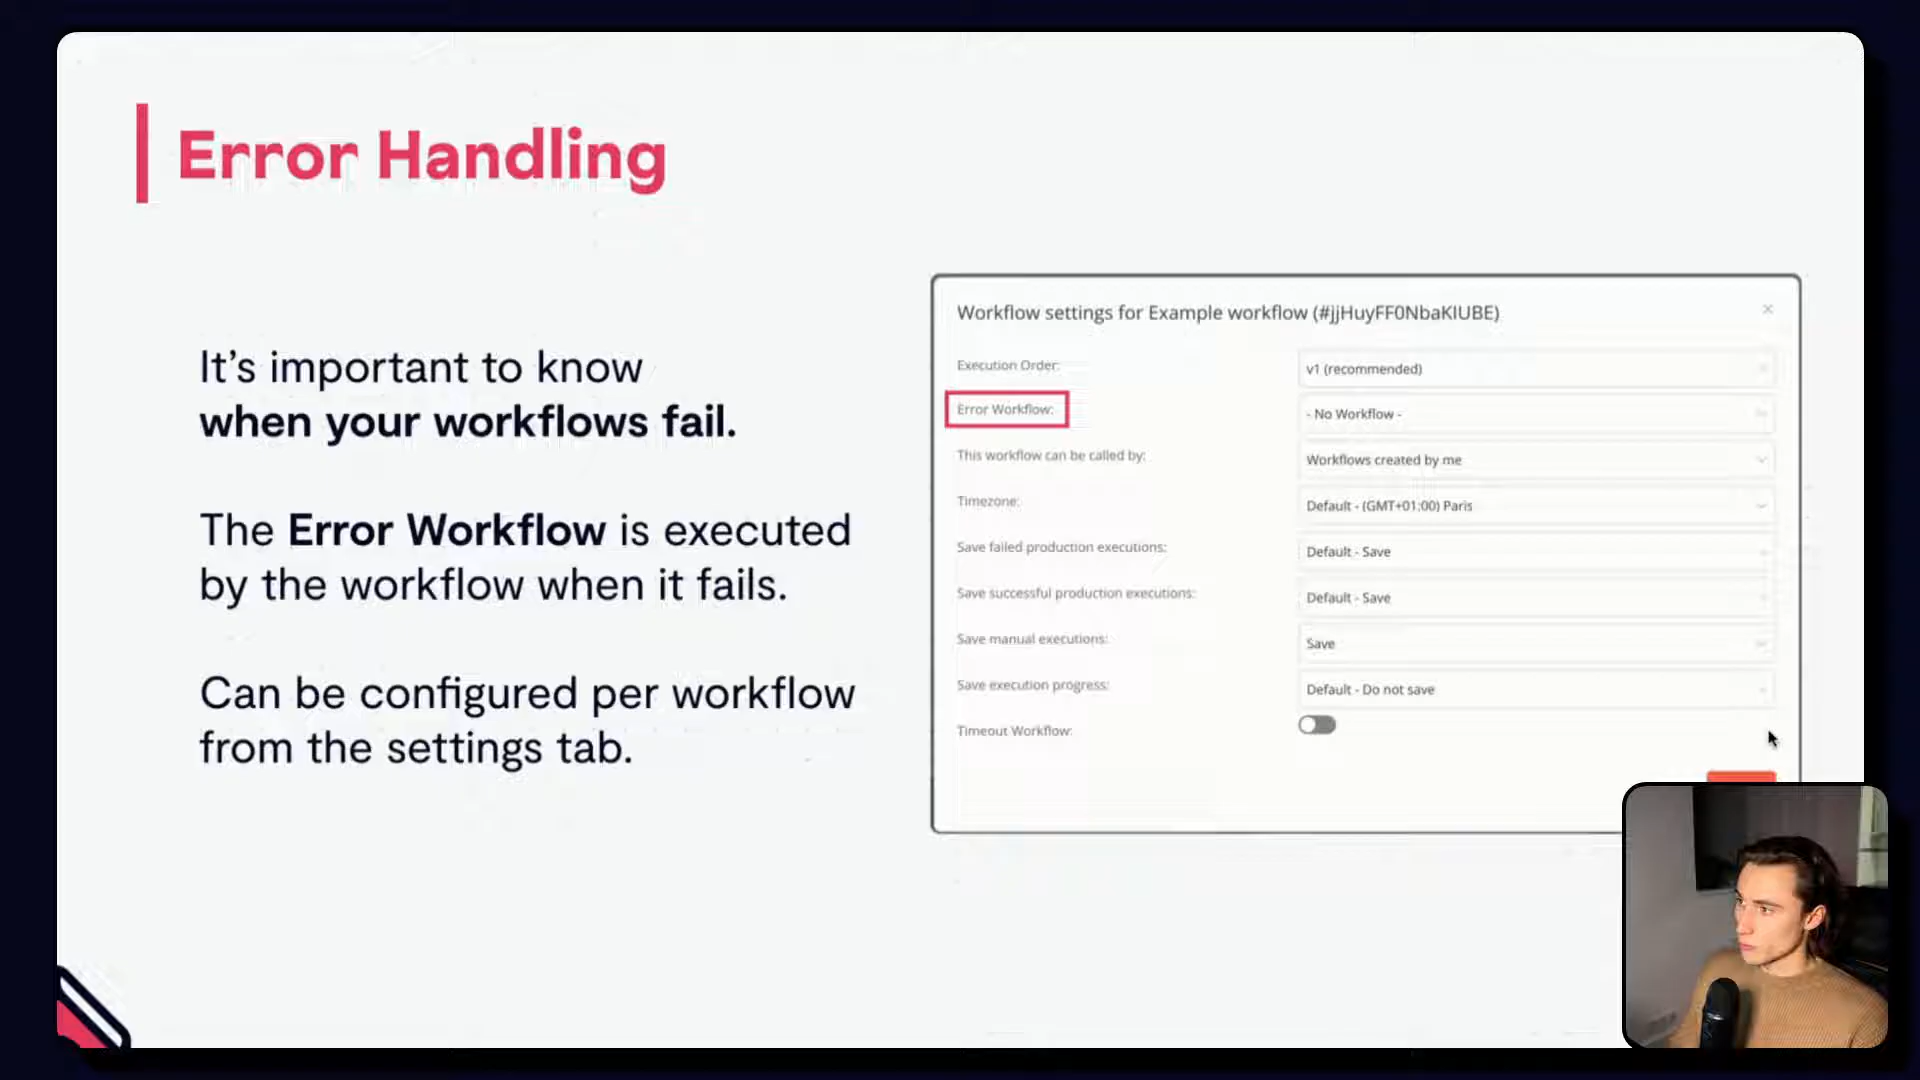 Error Handling
It's important to know
when your workflows fail.
The Error Workflow is executed
by the workflow when it fails.
Can be configured per workflow
from the settings tab.
Workflow settings for Example workflow (#jjHuyFF0NbaKIUBE)
Execution Order:
v1 (recommended)
Error Workflow:
- No Workflow -
This workflow can be called by:
Workflows created by me
Timezone:
Default - (GMT+01:00) Paris
Save failed production executions:
Default - Save
Save successful production executions:
Default - Save
Save manual executions:
Save
Save execution progress:
Default - Do not save
Timeout Workflow: